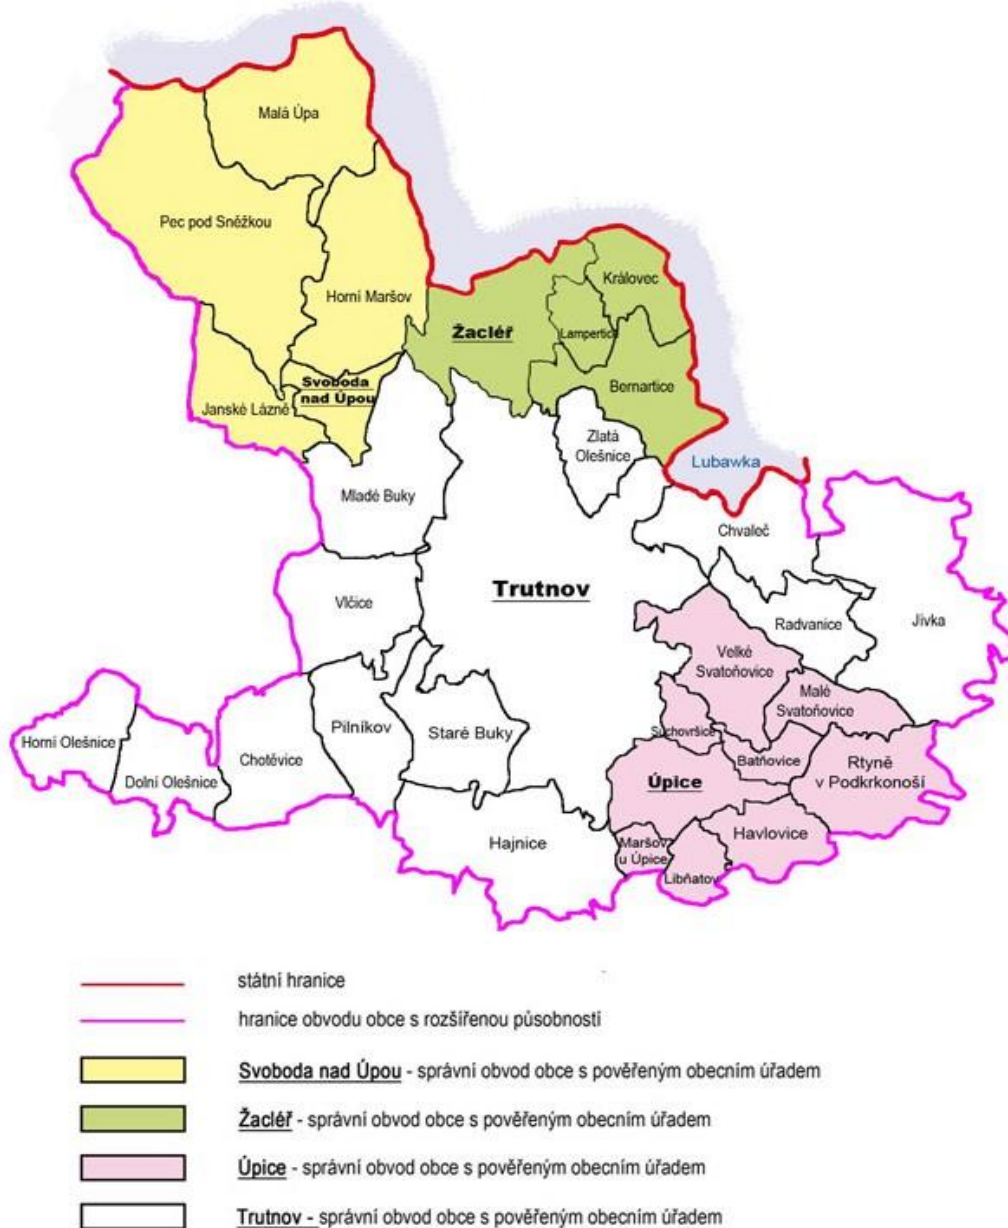 Malá Úpa
Pec pod Sněžkou
Horní Maršov
Královec
Žacléř
Lampertice
Bernartice
Svoboda
nad Úpou
Janské Lázně
Zlatá
Olešnice
Lubawka
Mladé Buky
Chvaleč
Trutnov
Vlčice
Radvanice
Jívka
Velké
Svatoňovice
Malé
Svatoňovice
Pilníkov
Staré Buky
Suchovršice
Horní Olešnice
Chotěvice
Batňovice
Rtyně
v Podkrkonoší
Dolní Olešnice
Úpice
Hajnice
Havlovice
Maršov
u Úpice
Libňatov
státní hranice
hranice obvodu obce s rozšířenou působností
Svoboda nad Úpou - správní obvod obce s pověřeným obecním úřadem
Žacléř - správní obvod obce s pověřeným obecním úřadem
Úpice - správní obvod obce s pověřeným obecním úřadem
Trutnov - správní obvod obce s pověřeným obecním úřadem